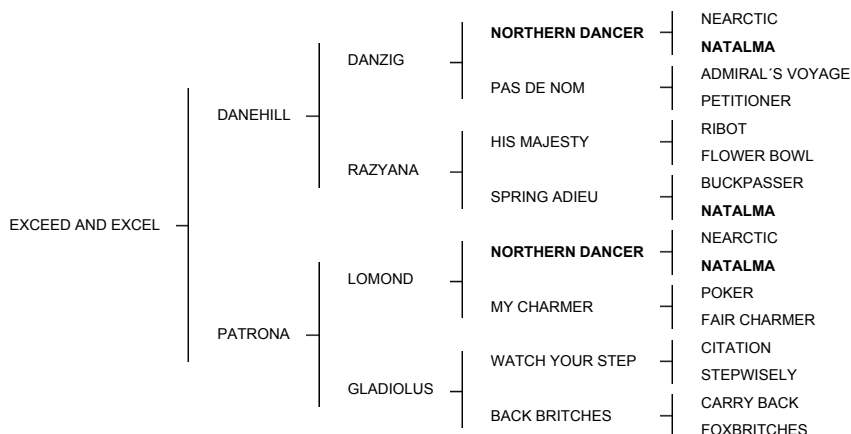 NEARCTIC
NORTHERN DANCER
NATALMA
DANZIG
ADMIRAL´S VOYAGE
PAS DE NOM
PETITIONER
DANEHILL
RIBOT
HIS MAJESTY
FLOWER BOWL
RAZYANA
BUCKPASSER
SPRING ADIEU
NATALMA
EXCEED AND EXCEL
NEARCTIC
NORTHERN DANCER
NATALMA
LOMOND
POKER
MY CHARMER
FAIR CHARMER
PATRONA
CITATION
WATCH YOUR STEP
STEPWISELY
GLADIOLUS
CARRY BACK
BACK BRITCHES
FOXBRITCHES